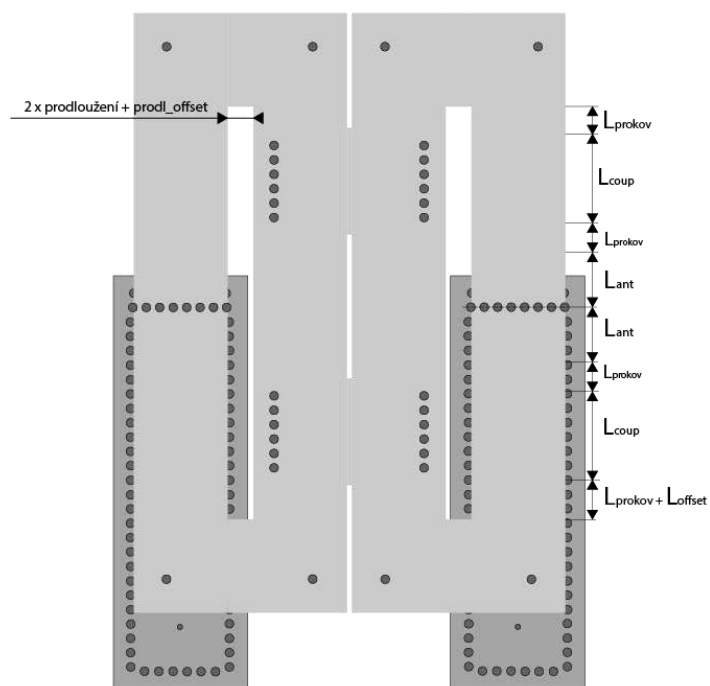 2 x prodloužení + prodl_offset
Lprokov
Lcoup
Lprokov
Lant
Lant
Lprokov
Lcoup
Lprokov + Loffset